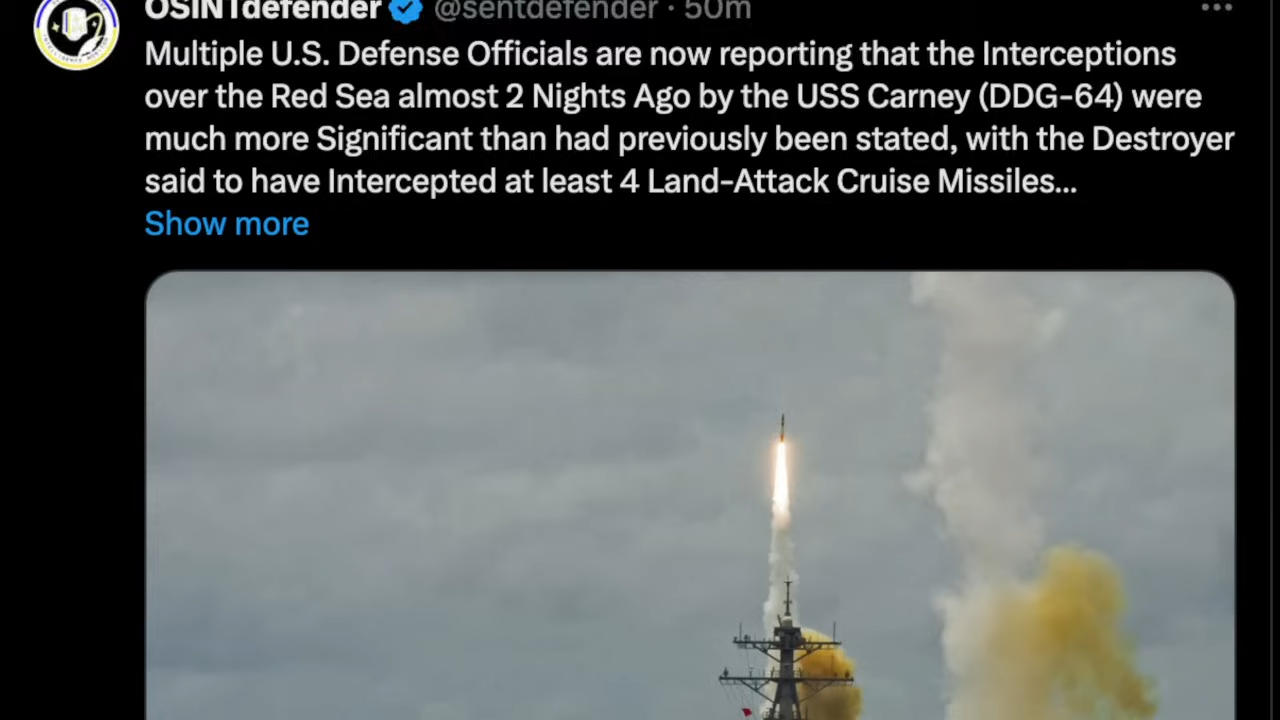 OSINTdefender @sentdefender · 50m
Multiple U.S. Defense Officials are now reporting that the Interceptions
over the Red Sea almost 2 Nights Ago by the USS Carney (DDG-64) were
much more Significant than had previously been stated, with the Destroyer
said to have Intercepted at least 4 Land-Attack Cruise Missiles...
Show more